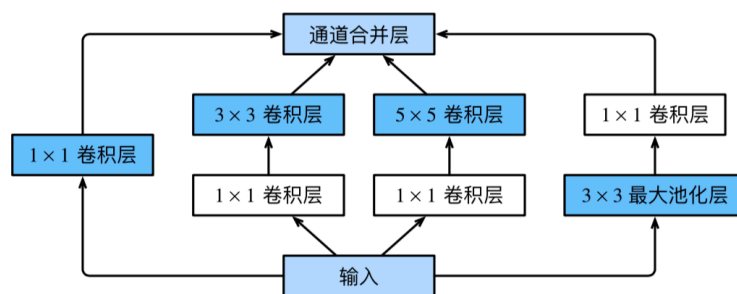 通道合并层
3 × 3 卷积层
5 × 5 卷积层
1 × 1 卷积层
1 × 1 卷积层
1 × 1 卷积层
1 × 1 卷积层
3 × 3 最大池化层
输入